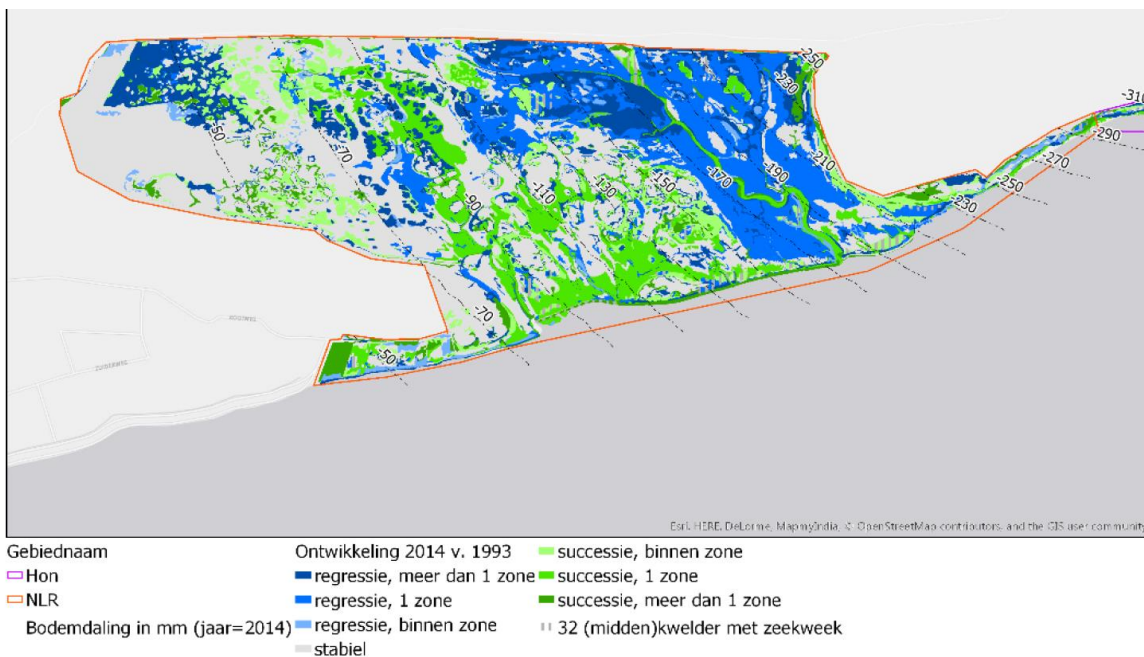 -250
-230
-310
-50
-70
-290
-210
-150
-190
-130
-170
-270
-110
-250
-90
-230
-70
-50
ZUIDERWEG
Esri, HERE, DeLorme, MapmyIndia, © OpenStreetMap contributors, and the GIS user community
Gebiednaam
Hon
NLR
Bodemdaling in mm (jaar=2014)
Ontwikkeling 2014 v. 1993
regressie, meer dan 1 zone
regressie, 1 zone
regressie, binnen zone
stabiel
successie, binnen zone
successie, 1 zone
successie, meer dan 1 zone
32 (midden)kwelder met zeekweek